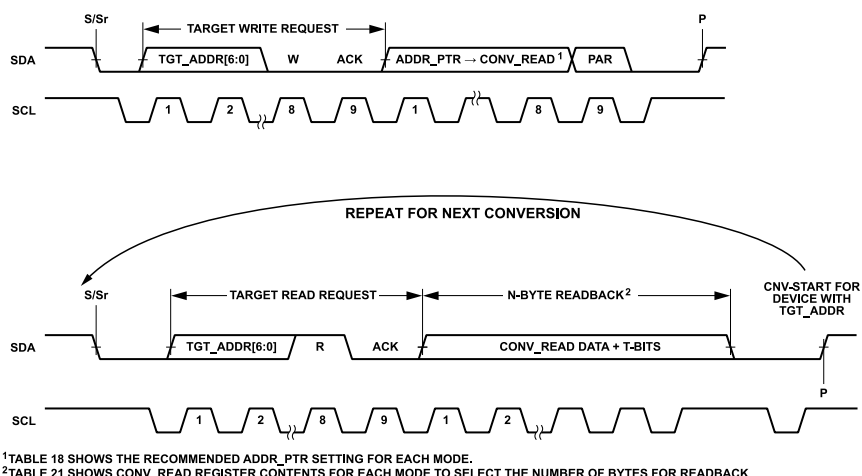 S/Sr
TARGET WRITE REQUEST
P
SDA
TGT_ADDR[6:0]
W
ACK
ADDR_PTR → CONV_READ 1
PAR
SCL
1
2
8
9
1
8
9
REPEAT FOR NEXT CONVERSION
S/Sr
TARGET READ REQUEST
N-BYTE READBACK2
CNV-START FOR
DEVICE WITH
TGT_ADDR
SDA
TGT_ADDR[6:0]
R
ACK
CONV_READ DATA + T-BITS
P
SCL
1
2
8
9
1
2
1TABLE 18 SHOWS THE RECOMMENDED ADDR_PTR SETTING FOR EACH MODE.
2TABLE 21 SHOWS CONV_READ REGISTER CONTENTS FOR EACH MODE TO SELECT THE NUMBER OF BYTES FOR READBACK